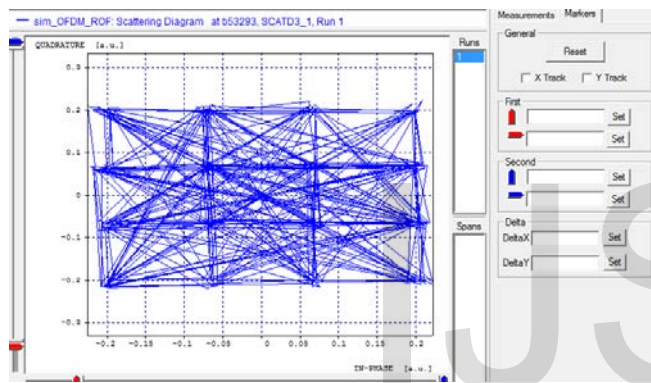 sim_OFDM_ROF: Scattering Diagram at b53293, SCATD3_1, Run 1
QUADRATURE [a.u.]
0.3
0.2
0.1
0
-0.1
-0.2
-0.3
-0.2 -0.15 -0.1 -0.05 0 0.05 0.1 0.15 0.2
IN-PHASE [a.u.]
Runs
1
Spans
Measurements Markers
General
Reset
X Track Y Track
First
Set
Set
Second
Set
Set
Delta
DeltaX Set
DeltaY Set
IJS